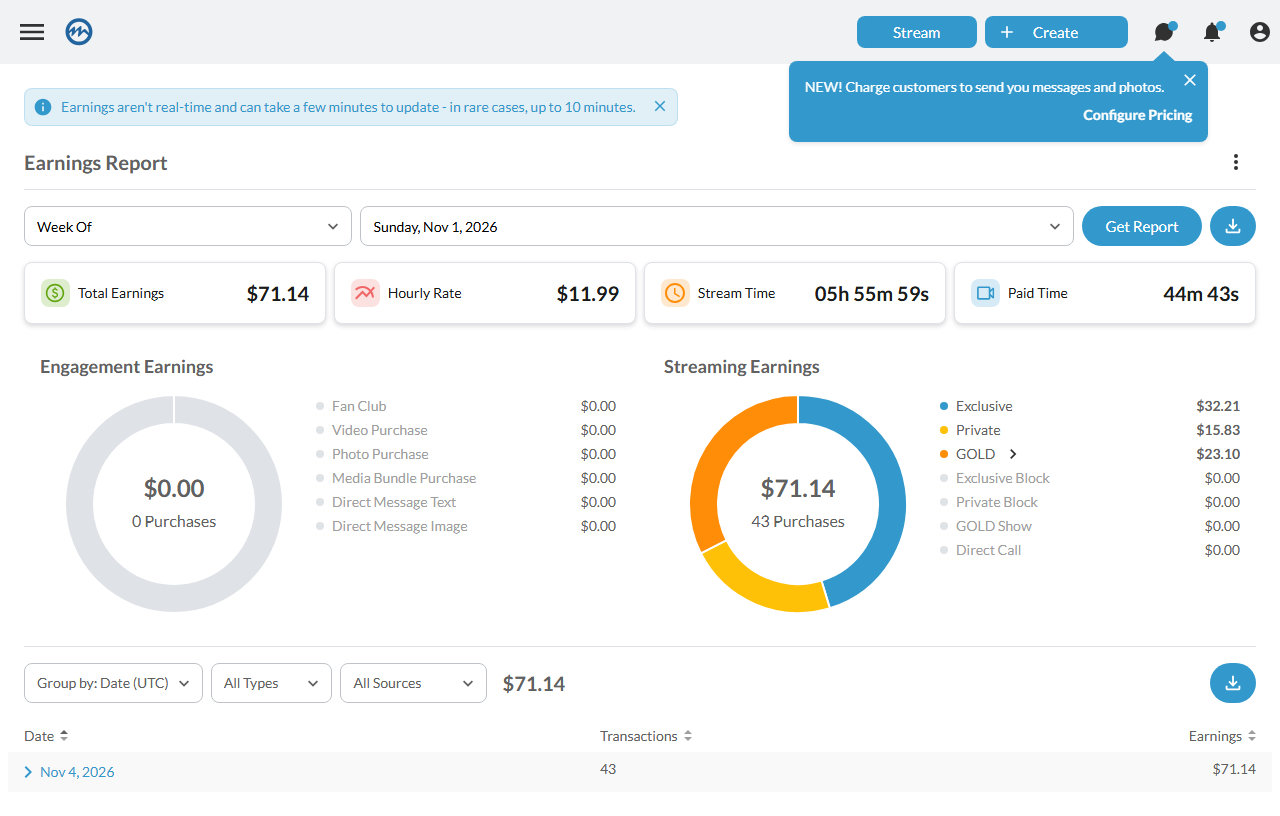 Stream
+ Create
NEW! Charge customers to send you messages and photos.
Configure Pricing
Earnings aren't real-time and can take a few minutes to update - in rare cases, up to 10 minutes.
Earnings Report
Week Of
Sunday, Nov 1, 2026
Get Report
Total Earnings $71.14
Hourly Rate $11.99
Stream Time 05h 55m 59s
Paid Time 44m 43s
Engagement Earnings
$0.00
0 Purchases
Fan Club $0.00
Video Purchase $0.00
Photo Purchase $0.00
Media Bundle Purchase $0.00
Direct Message Text $0.00
Direct Message Image $0.00
Streaming Earnings
$71.14
43 Purchases
Exclusive $32.21
Private $15.83
GOLD $23.10
Exclusive Block $0.00
Private Block $0.00
GOLD Show $0.00
Direct Call $0.00
Group by: Date (UTC) All Types All Sources $71.14
Date Transactions Earnings
Nov 4, 2026 43 $71.14